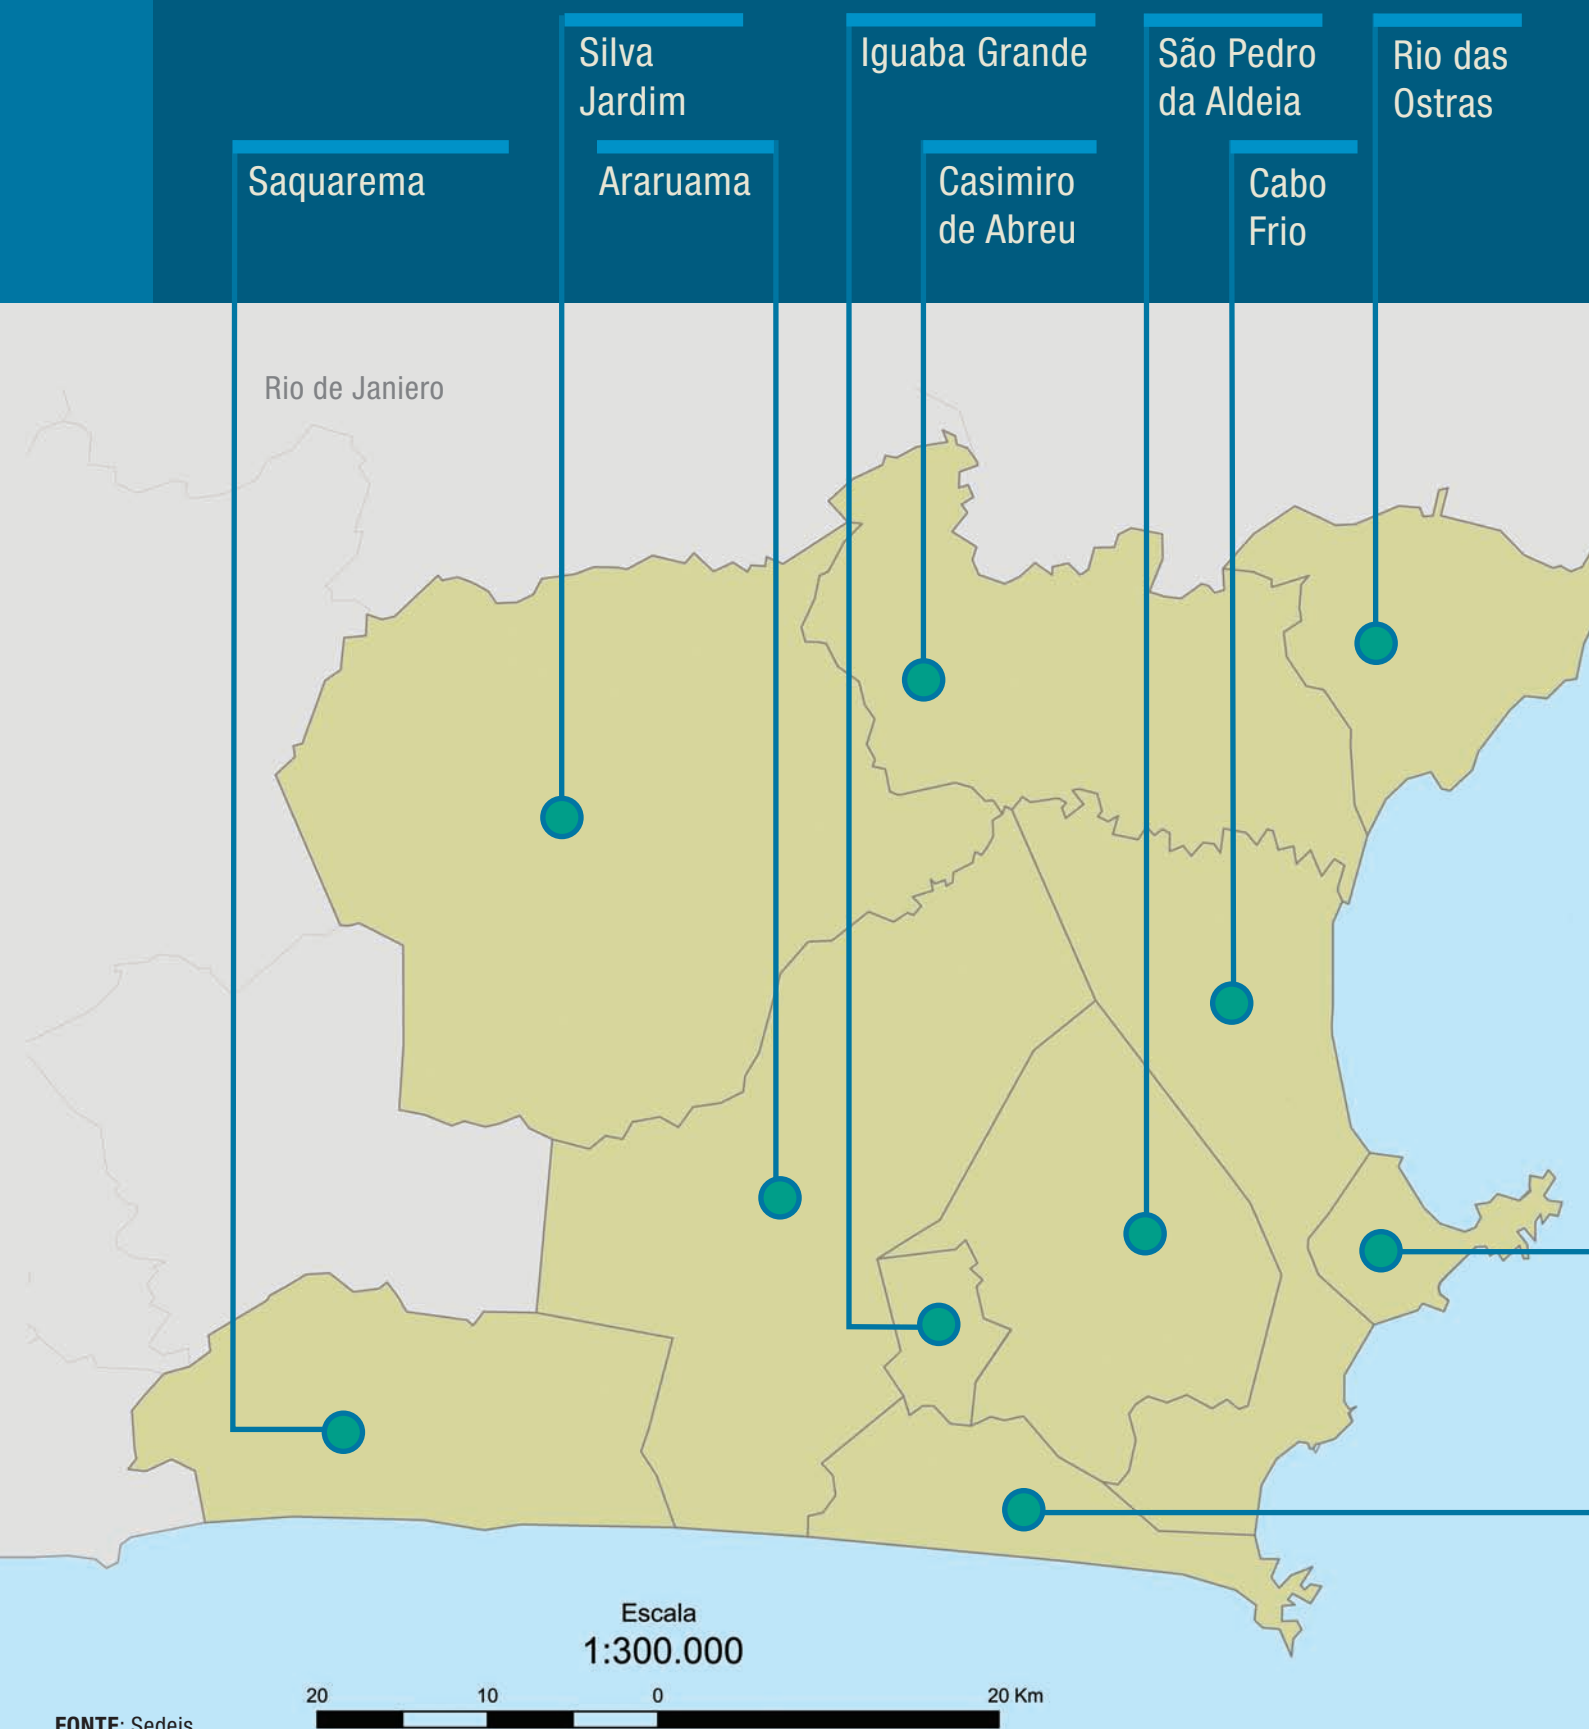 Silva
Jardim
Iguaba Grande
São Pedro
da Aldeia
Rio das
Ostras
Saquarema
Araruama
Casimiro
de Abreu
Cabo
Frio
Rio de Janiero
Escala
1:300.000
20 10 0 20 Km
FONTE: Sedeis